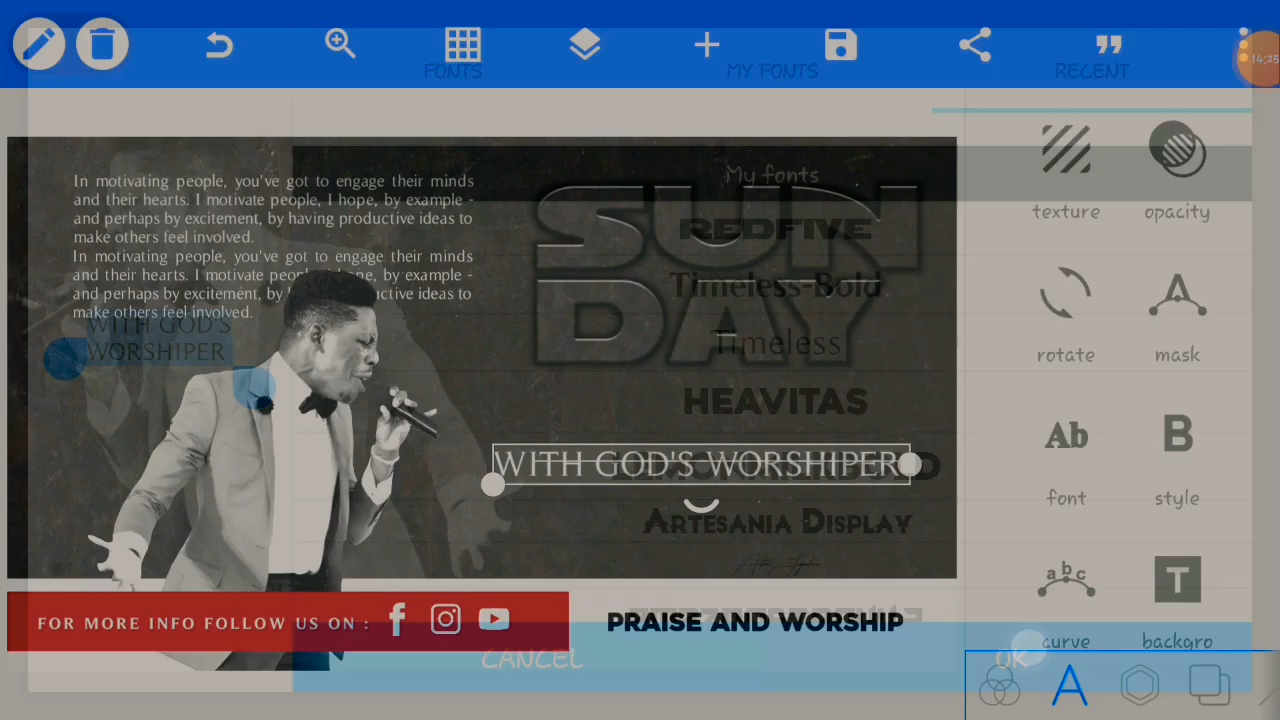 FONTS
MY FONTS
RECENT
14:25
My fonts
REDFIVE
Timeless-Bold
Timeless
HEAVITAS
ARTESANIA DISPLAY
In motivating people, you've got to engage their minds
and their hearts. I motivate people, I hope, by example -
and perhaps by excitement, by having productive ideas to
make others feel involved.
In motivating people, you've got to engage their minds
and their hearts. I motivate people, I hope, by example -
and perhaps by excitement, by having productive ideas to
make others feel involved.
WITH GOD'S
WORSHIPER
SUN
DAY
WITH GOD'S WORSHIPER
FOR MORE INFO FOLLOW US ON :
PRAISE AND WORSHIP
CANCEL
OK
texture
opacity
rotate
mask
Ab
B
font
style
abc
T
curve
backgro
A